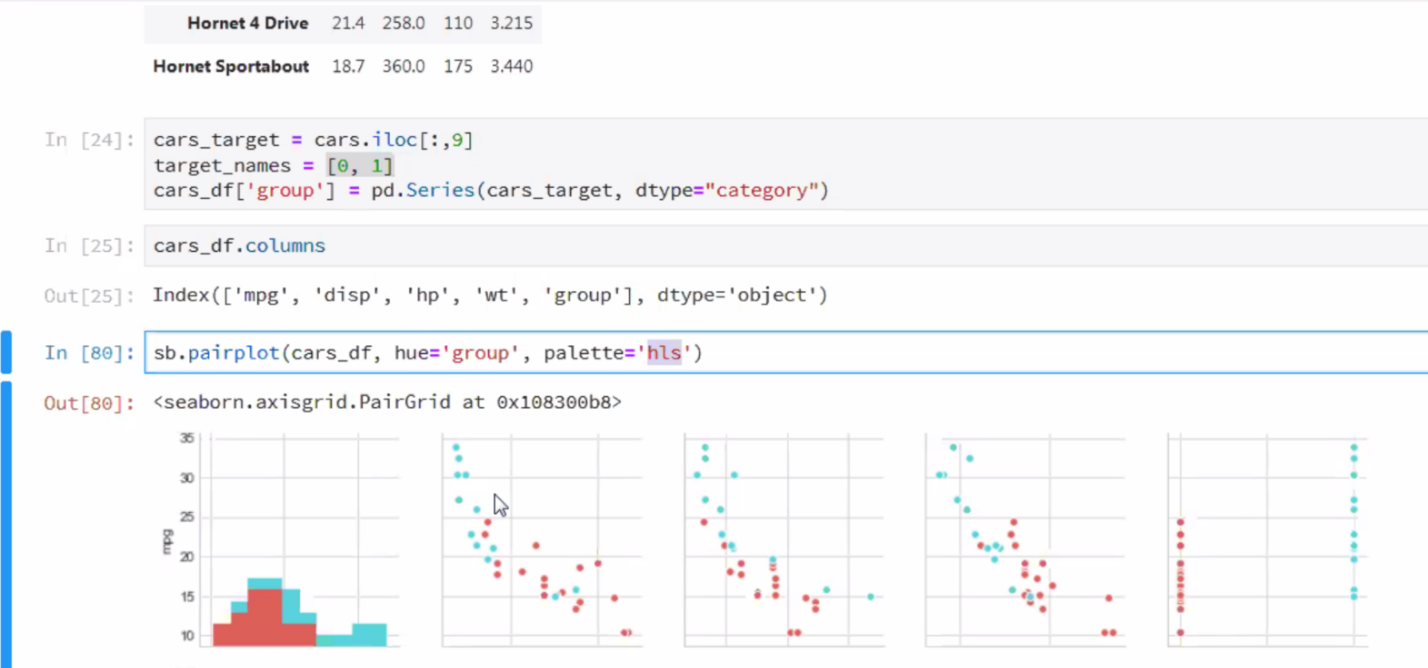 Hornet 4 Drive 21.4 258.0 110 3.215
Hornet Sportabout 18.7 360.0 175 3.440
In [24]: cars_target = cars.iloc[:,9]
target_names = [0, 1]
cars_df['group'] = pd.Series(cars_target, dtype="category")
In [25]: cars_df.columns
Out[25]: Index(['mpg', 'disp', 'hp', 'wt', 'group'], dtype='object')
In [80]: sb.pairplot(cars_df, hue='group', palette='hls')
Out[80]: <seaborn.axisgrid.PairGrid at 0x108300b8>
35
30
25
mpg
20
15
10